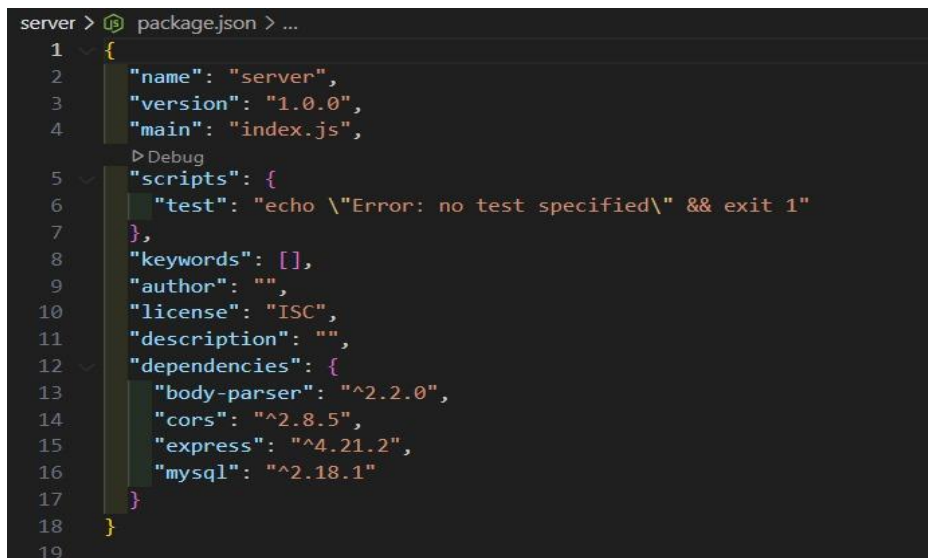 server > package.json > ...
1 {
2 "name": "server",
3 "version": "1.0.0",
4 "main": "index.js",
Debug
5 "scripts": {
6 "test": "echo \"Error: no test specified\" && exit 1"
7 },
8 "keywords": [],
9 "author": "",
10 "license": "ISC",
11 "description": "",
12 "dependencies": {
13 "body-parser": "^2.2.0",
14 "cors": "^2.8.5",
15 "express": "^4.21.2",
16 "mysql": "^2.18.1"
17 }
18 }
19